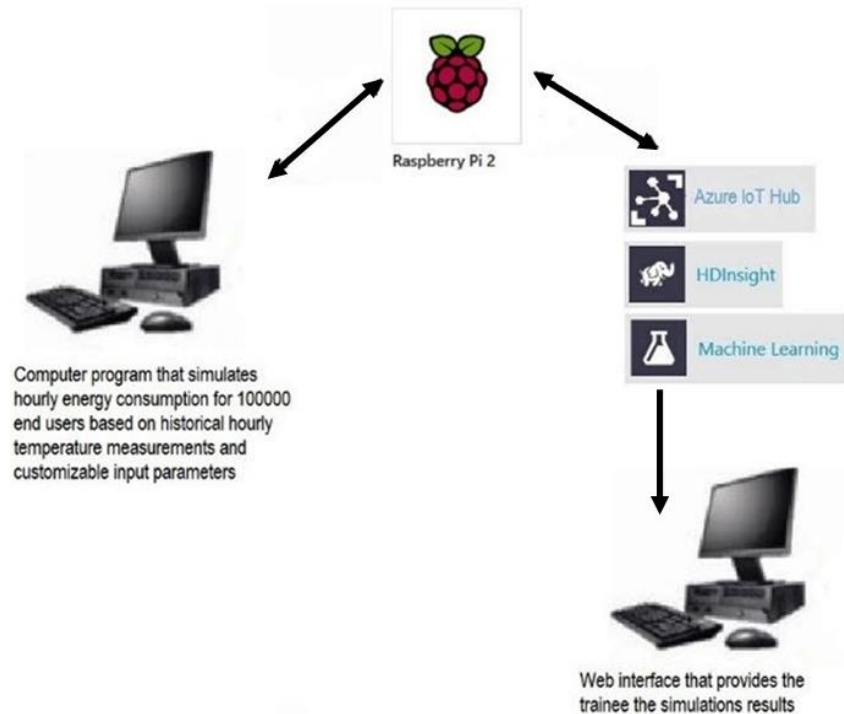 Raspberry Pi 2
Azure IoT Hub
HDInsight
Machine Learning
Computer program that simulates
hourly energy consumption for 100000
end users based on historical hourly
temperature measurements and
customizable input parameters
Web interface that provides the
trainee the simulations results